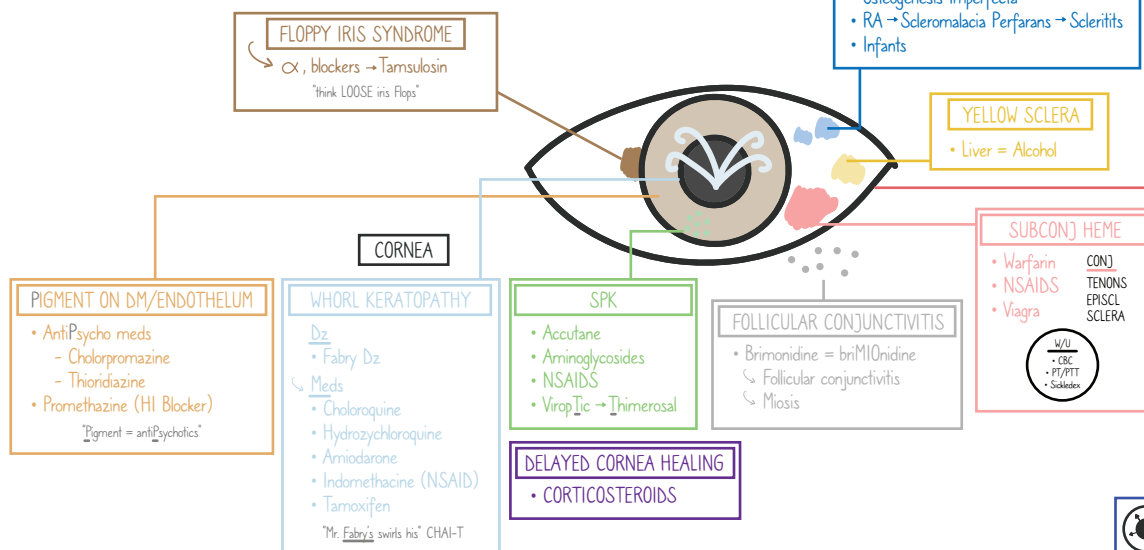 Osteogenesis Imperfecta
• RA → Scleromalacia Perfarans → Scleritits
• Infants
FLOPPY IRIS SYNDROME
α, blockers → Tamsulosin
"think LOOSE iris Flops"
YELLOW SCLERA
• Liver = Alcohol
CORNEA
PIGMENT ON DM/ENDOTHELUM
• AntiPsycho meds
- Cholorpromazine
- Thioridiazine
• Promethazine (H1 Blocker)
"Pigment = antiPsychotics"
WHORL KERATOPATHY
Dz
• Fabry Dz
Meds
• Choloroquine
• Hydrozychloroquine
• Amiodarone
• Indomethacine (NSAID)
• Tamoxifen
"Mr. Fabry's swirls his" CHAI-T
SPK
• Accutane
• Aminoglycosides
• NSAIDS
• ViropTic → Thimerosal
DELAYED CORNEA HEALING
• CORTICOSTEROIDS
FOLLICULAR CONJUNCTIVITIS
• Brimonidine = briMIOnidine
Follicular conjunctivitis
Miosis
SUBCONJ HEME
• Warfarin
• NSAIDS
• Viagra
CONJ
TENONS
EPISCL
SCLERA
W/U
• CBC
• PT/PTT
• Sickledex